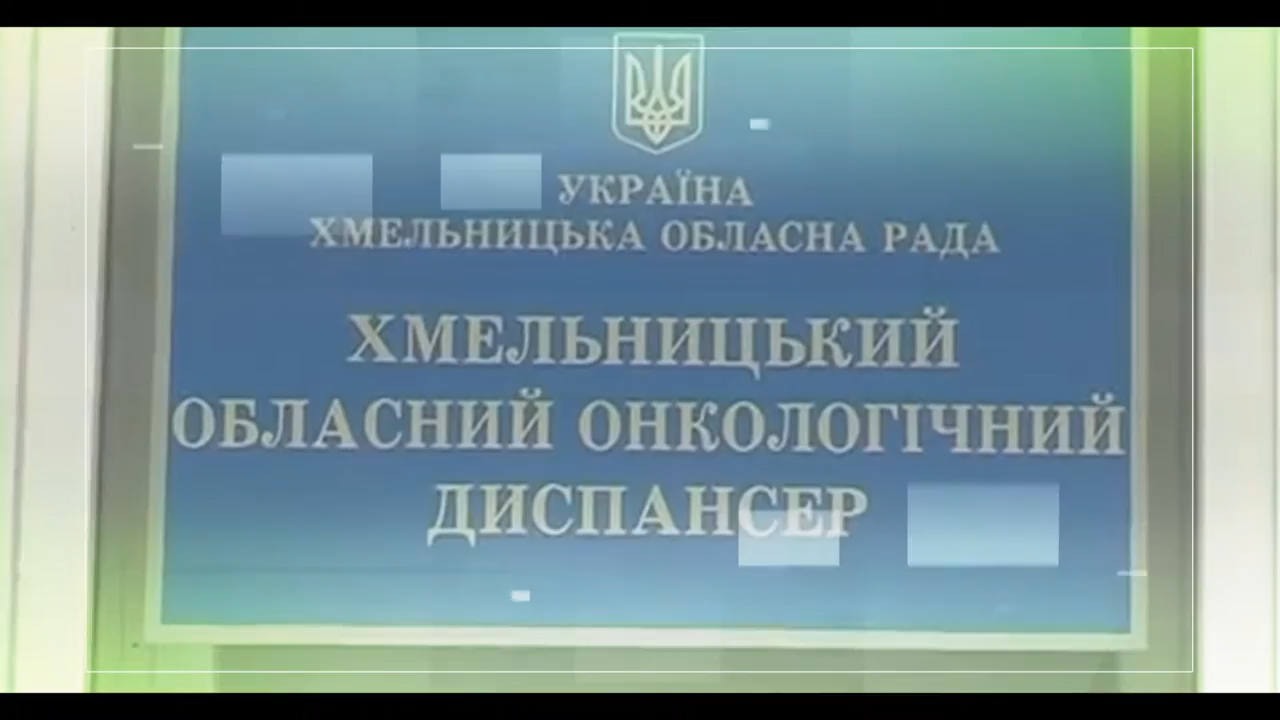 УКРАЇНА
ХМЕЛЬНИЦЬКА ОБЛАСНА РАДА
ХМЕЛЬНИЦЬКИЙ
ОБЛАСНИЙ ОНКОЛОГІЧНИЙ
ДИСПАНСЕР